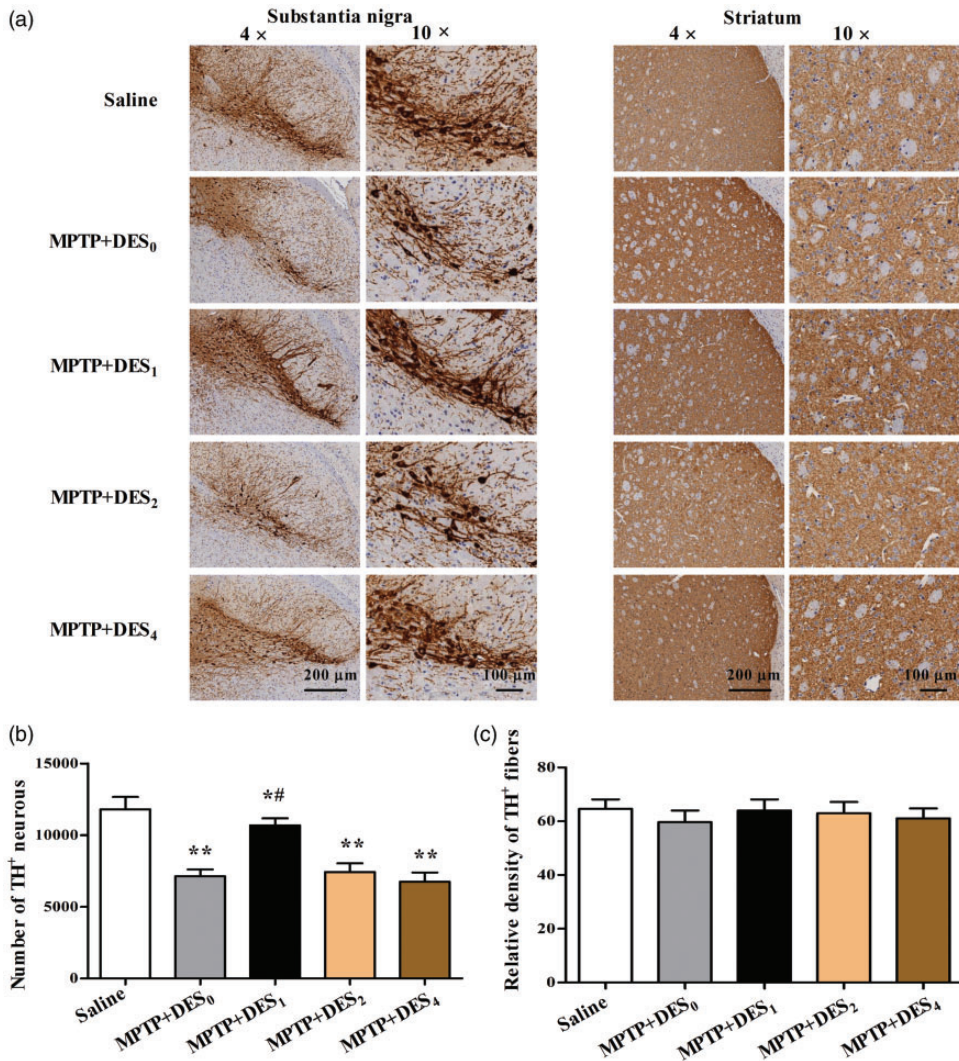 (a)
Substantia nigra
Striatum
4 ×
10 ×
4 ×
10 ×
Saline
MPTP+DES₀
MPTP+DES₁
MPTP+DES₂
MPTP+DES₄
200 µm
100 µm
200 µm
100 µm
(b)
15000
10000
5000
0
Number of TH⁺ neurous
**
*#
**
**
Saline
MPTP+DES₀
MPTP+DES₁
MPTP+DES₂
MPTP+DES₄
(c)
80
60
40
20
0
Relative density of TH⁺ fibers
Saline
MPTP+DES₀
MPTP+DES₁
MPTP+DES₂
MPTP+DES₄